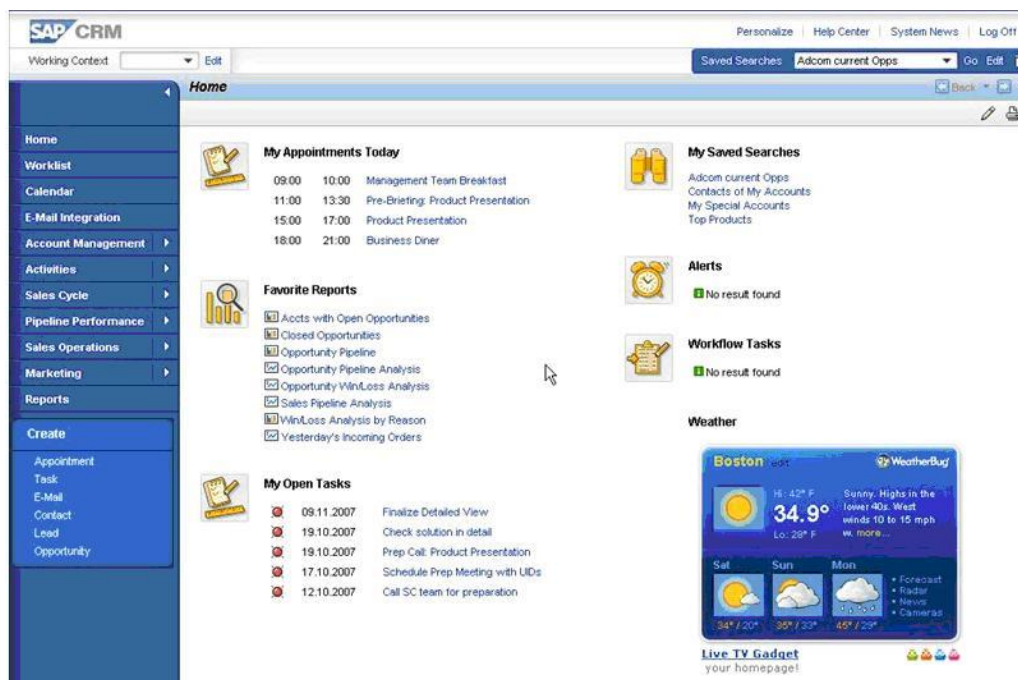 SAP CRM
Personalize | Help Center | System News | Log Off
Working Context Edit
Saved Searches Adcom current Opps Go Edit
Home
Back
Home
Worklist
Calendar
E-Mail Integration
Account Management
Activities
Sales Cycle
Pipeline Performance
Sales Operations
Marketing
Reports
Create
Appointment
Task
E-Mail
Contact
Lead
Opportunity
My Appointments Today
09:00 10:00 Management Team Breakfast
11:00 13:30 Pre-Briefing: Product Presentation
15:00 17:00 Product Presentation
18:00 21:00 Business Diner
Favorite Reports
Accts with Open Opportunities
Closed Opportunities
Opportunity Pipeline
Opportunity Pipeline Analysis
Opportunity Win/Loss Analysis
Sales Pipeline Analysis
Win/Loss Analysis by Reason
Yesterday's Incoming Orders
My Open Tasks
09.11.2007 Finalize Detailed View
19.10.2007 Check solution in detail
19.10.2007 Prep Call: Product Presentation
17.10.2007 Schedule Prep Meeting with UIDs
12.10.2007 Call SC team for preparation
My Saved Searches
Adcom current Opps
Contacts of My Accounts
My Special Accounts
Top Products
Alerts
No result found
Workflow Tasks
No result found
Weather
Boston edit WeatherBug
Hi: 42° F
34.9°
Lo: 28° F
Sunny. Highs in the
lower 40s. West
winds 10 to 15 mph
w. more...
Sat Sun Mon
34° / 20° 35° / 33° 45° / 29°
• Forecast
• Radar
• News
• Cameras
Live TV Gadget
your homepage!